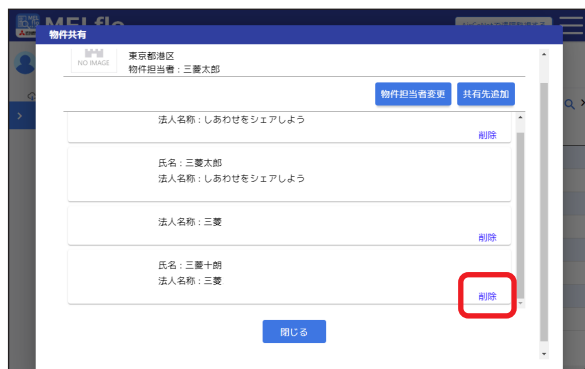 MELflo
物件共有
NO IMAGE
東京都港区
物件担当者：三菱太郎
物件担当者変更
共有先追加
法人名称：しあわせをシェアしよう
削除
氏名：三菱太郎
法人名称：しあわせをシェアしよう
法人名称：三菱
削除
氏名：三菱十朗
法人名称：三菱
削除
閉じる